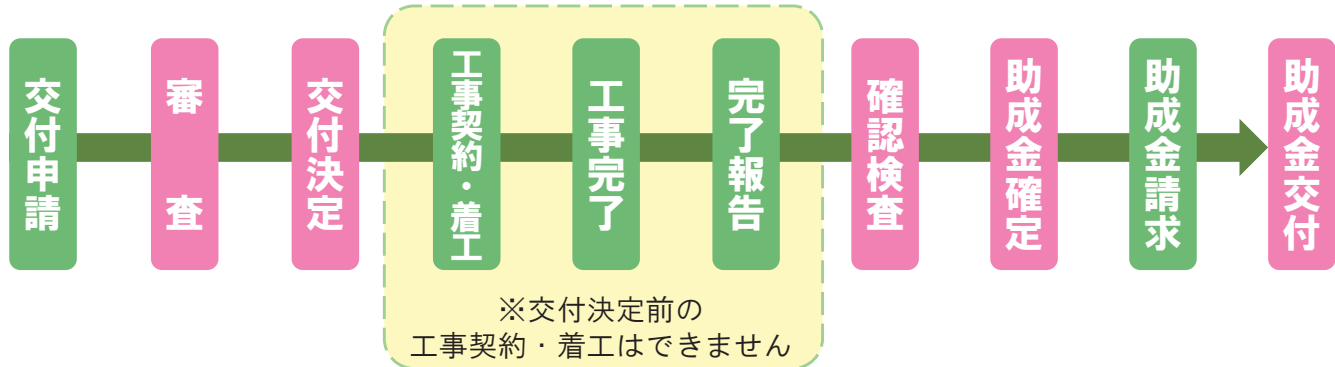 交付申請
審査
交付決定
工事契約・着工
工事完了
完了報告
確認検査
助成金確定
助成金請求
助成金交付
※交付決定前の
工事契約・着工はできません